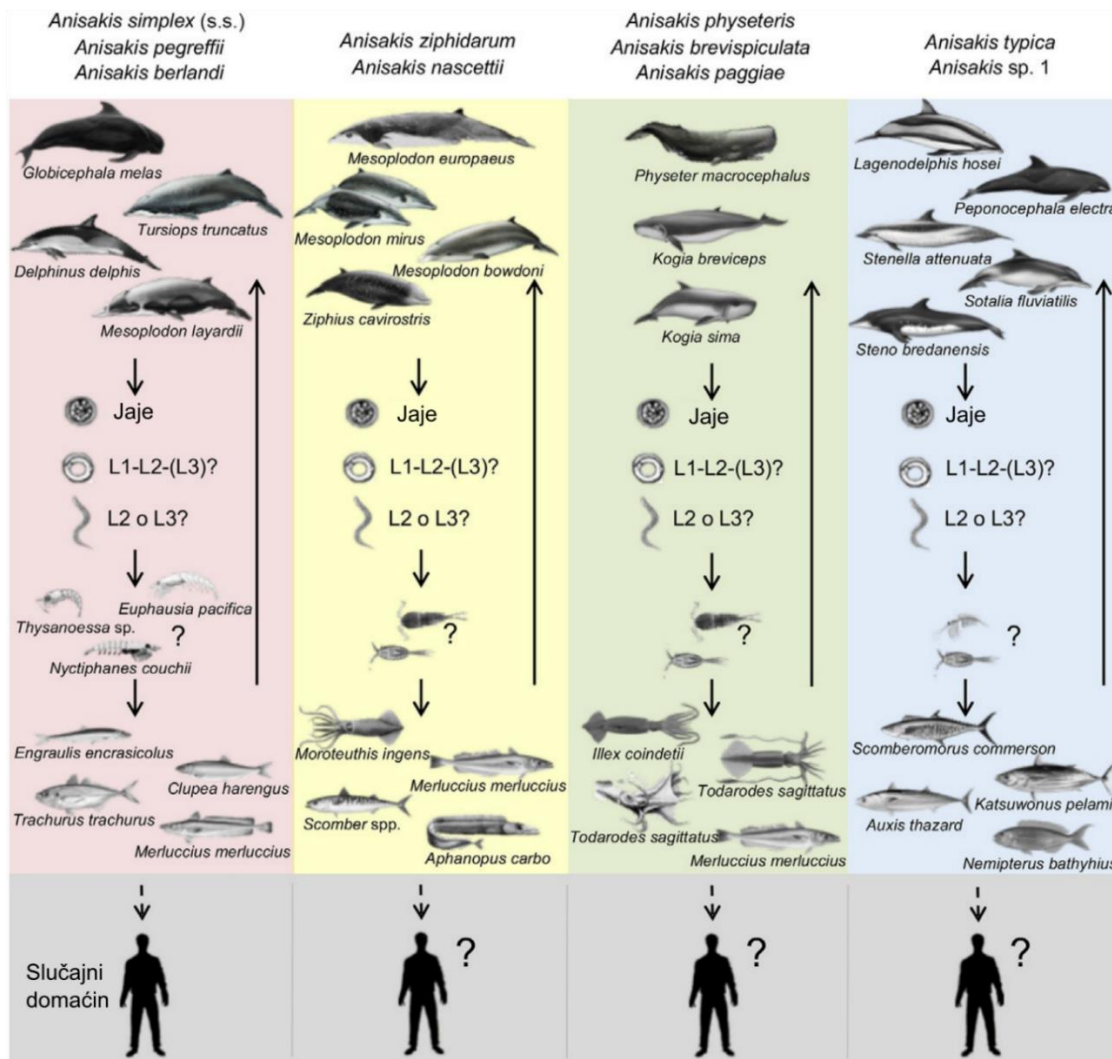 Anisakis simplex (s.s.)
Anisakis pegreffii
Anisakis berlandi
Globicephala melas
Tursiops truncatus
Delphinus delphis
Mesoplodon layardii
Jaje
L1-L2-(L3)?
L2 o L3?
Euphausia pacifica
Thysanoessa sp.
?
Nyctiphanes couchii
Engraulis encrasicolus
Clupea harengus
Trachurus trachurus
Merluccius merluccius
Slučajni
domaćin
Anisakis ziphidarum
Anisakis nascettii
Mesoplodon europaeus
Mesoplodon mirus
Mesoplodon bowdoni
Ziphius cavirostris
Jaje
L1-L2-(L3)?
L2 o L3?
?
Moroteuthis ingens
Merluccius merluccius
Scomber spp.
Aphanopus carbo
?
Anisakis physeteris
Anisakis brevispiculata
Anisakis paggiae
Physeter macrocephalus
Kogia breviceps
Kogia sima
Jaje
L1-L2-(L3)?
L2 o L3?
?
Illex coindetii
Todarodes sagittatus
Todarodes sagittatus
Merluccius merluccius
?
Anisakis typica
Anisakis sp. 1
Lagenodelphis hosei
Peponocephala electra
Stenella attenuata
Sotalia fluviatilis
Steno bredanensis
Jaje
L1-L2-(L3)?
L2 o L3?
?
Scomberomorus commerson
Katsuwonus pelami
Auxis thazard
Nemipterus bathyhius
?